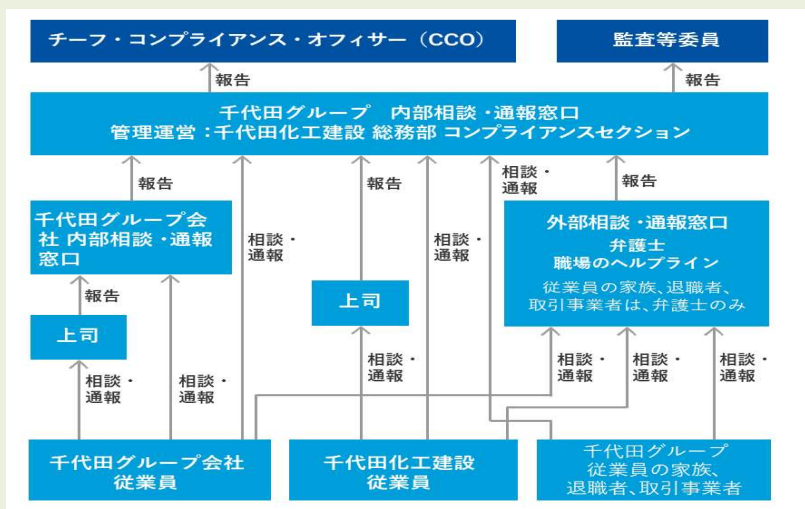 チーフ・コンプライアンス・オフィサー（CCO）
監査等委員
報告
報告
千代田グループ　内部相談・通報窓口
管理運営：千代田化工建設 総務部 コンプライアンスセクション
報告
相談・
通報
報告
相談・
通報
相談・
通報
報告
千代田グループ会
社 内部相談・通報
窓口
外部相談・通報窓口
弁護士
職場のヘルプライン
従業員の家族、退職者、
取引事業者は、弁護士のみ
報告
上司
上司
相談・
通報
相談・
通報
相談・
通報
相談・
通報
相談・
通報
相談・
通報
千代田グループ会社
従業員
千代田化工建設
従業員
千代田グループ
従業員の家族、
退職者、取引事業者